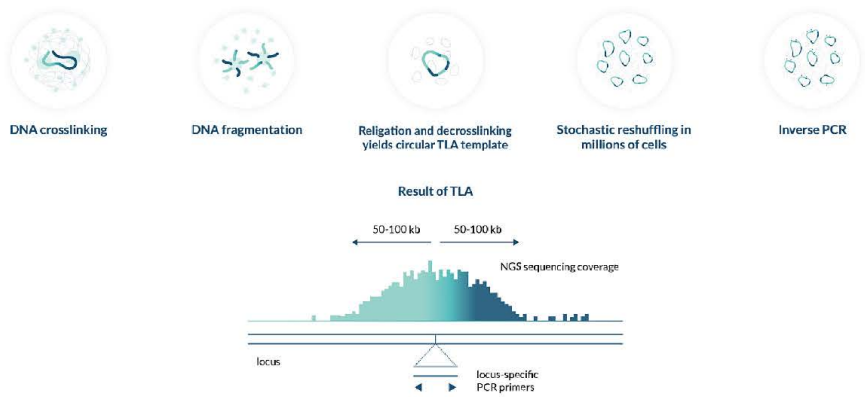 DNA crosslinking
DNA fragmentation
Religation and decrosslinking
yields circular TLA template
Stochastic reshuffling in
millions of cells
Inverse PCR
Result of TLA
50-100 kb
50-100 kb
NGS sequencing coverage
locus
locus-specific
PCR primers